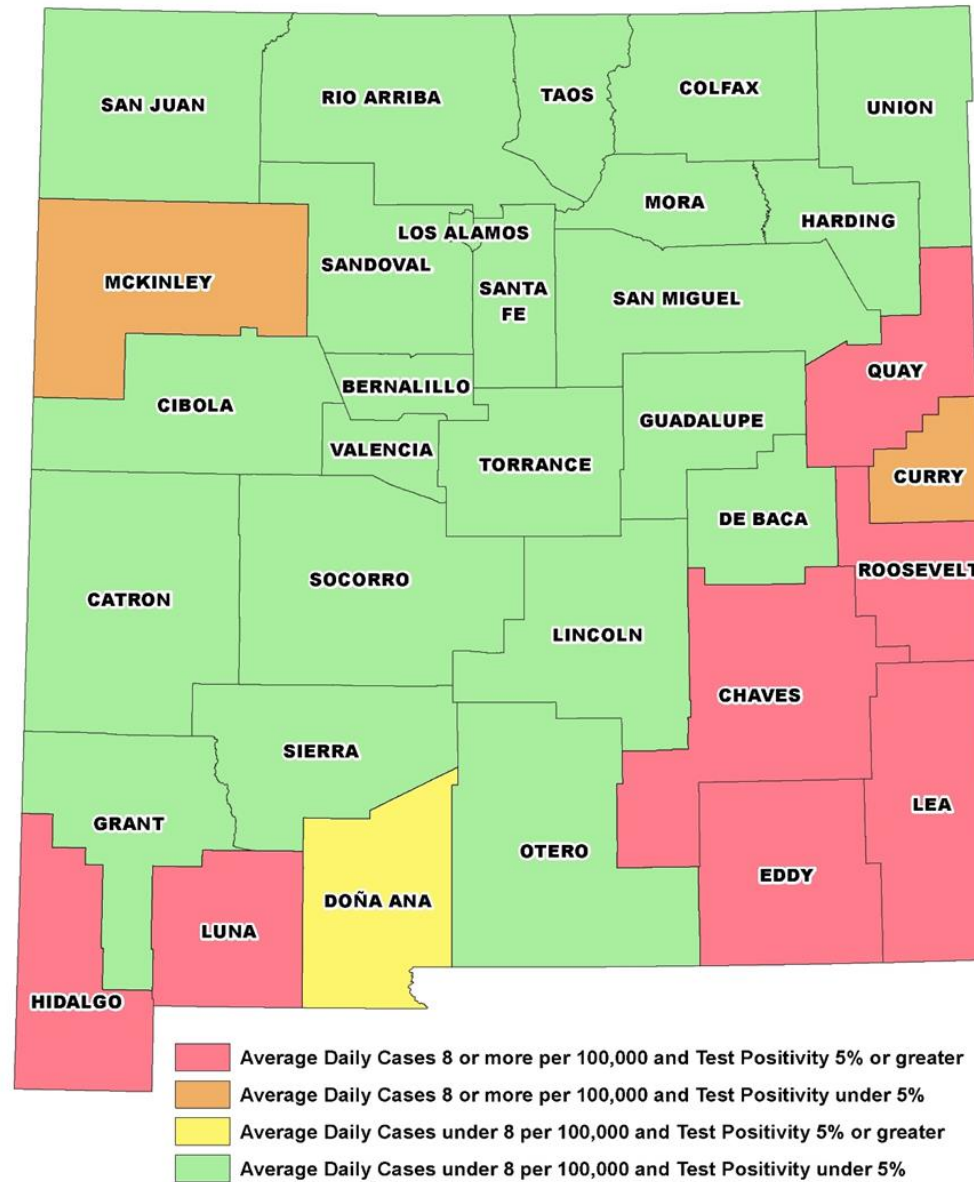 SAN JUAN
RIO ARRIBA
TAOS
COLFAX
UNION
MORA
HARDING
LOS ALAMOS
SANDOVAL
MCKINLEY
SANTA
FE
SAN MIGUEL
QUAY
BERNALILLO
CIBOLA
GUADALUPE
VALENCIA
TORRANCE
CURRY
DE BACA
ROOSEVELT
SOCORRO
CATRON
LINCOLN
CHAVES
SIERRA
LEA
GRANT
OTERO
EDDY
DOÑA ANA
LUNA
HIDALGO
Average Daily Cases 8 or more per 100,000 and Test Positivity 5% or greater
Average Daily Cases 8 or more per 100,000 and Test Positivity under 5%
Average Daily Cases under 8 per 100,000 and Test Positivity 5% or greater
Average Daily Cases under 8 per 100,000 and Test Positivity under 5%